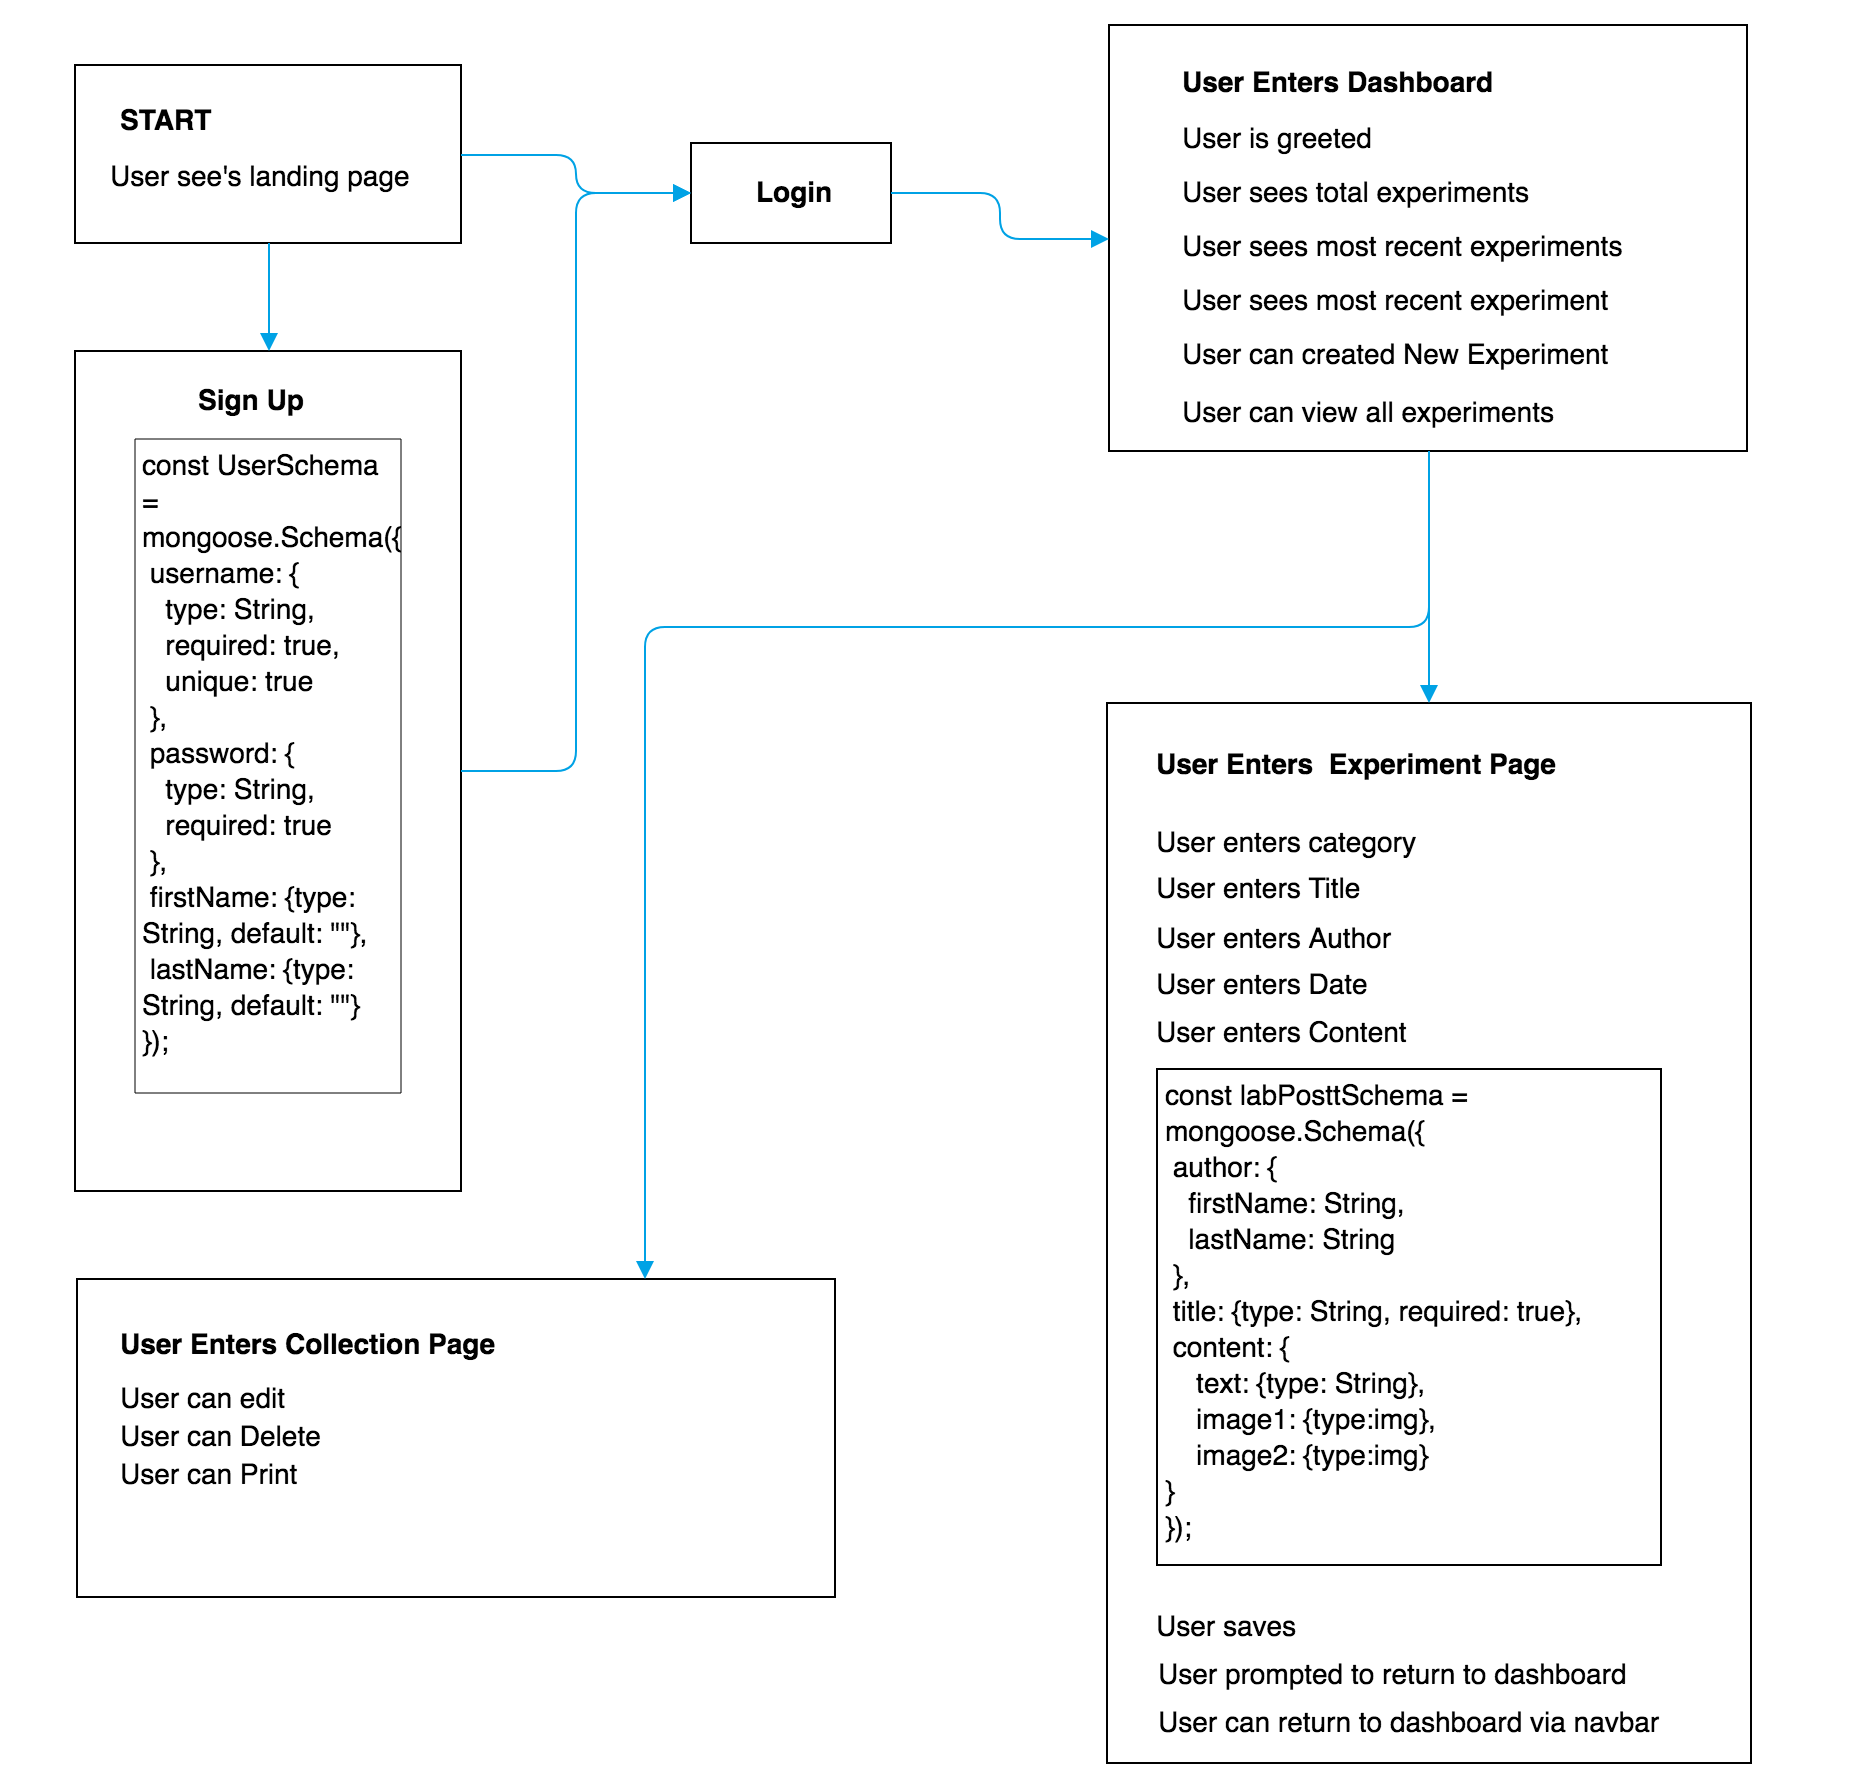 START
User see's landing page
Sign Up
const UserSchema
=
mongoose.Schema({
username: {
type: String,
required: true,
unique: true
},
password: {
type: String,
required: true
},
firstName: {type:
String, default: ""},
lastName: {type:
String, default: ""}
});
Login
User Enters Dashboard
User is greeted
User sees total experiments
User sees most recent experiments
User sees most recent experiment
User can created New Experiment
User can view all experiments
User Enters  Experiment Page
User enters category
User enters Title
User enters Author
User enters Date
User enters Content
const labPosttSchema =
mongoose.Schema({
author: {
firstName: String,
lastName: String
},
title: {type: String, required: true},
content: {
text: {type: String},
image1: {type:img},
image2: {type:img}
}
});
User saves
User prompted to return to dashboard
User can return to dashboard via navbar
User Enters Collection Page
User can edit
User can Delete
User can Print